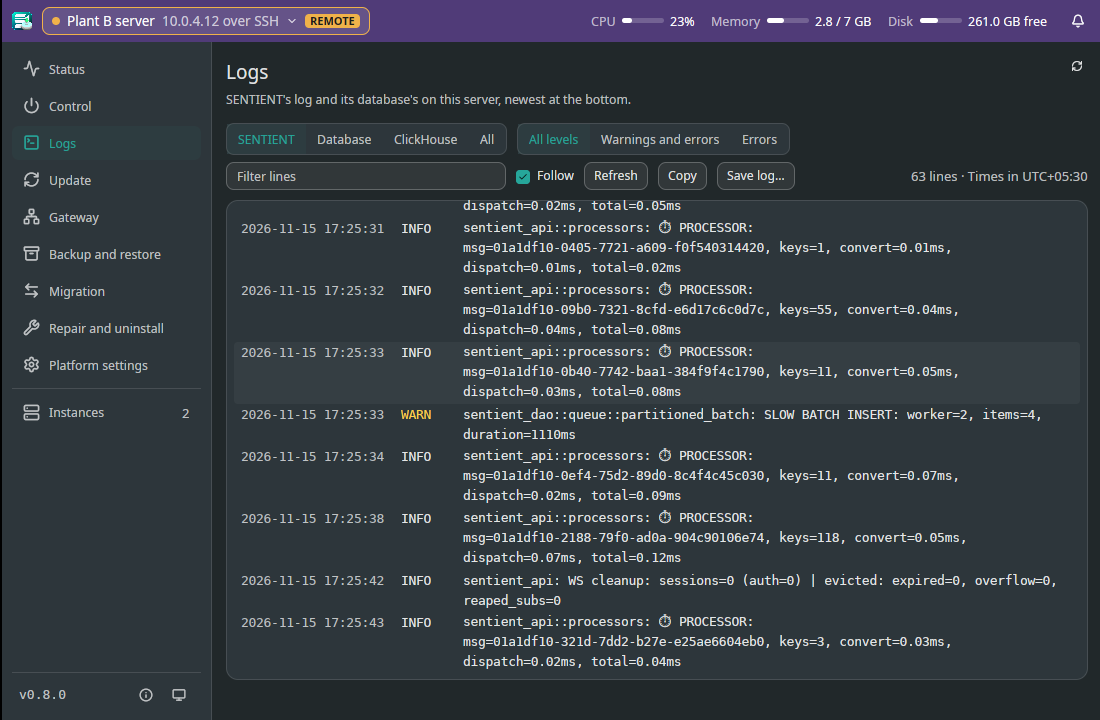 Plant B server 10.0.4.12 over SSH REMOTE
CPU 23% Memory 2.8 / 7 GB Disk 261.0 GB free
Status
Control
Logs
Update
Gateway
Backup and restore
Migration
Repair and uninstall
Platform settings
Instances 2
v0.8.0
Logs
SENTIENT's log and its database's on this server, newest at the bottom.
SENTIENT Database ClickHouse All All levels Warnings and errors Errors
Filter lines Follow Refresh Copy Save log... 63 lines · Times in UTC+05:30
dispatch=0.02ms, total=0.05ms
2026-11-15 17:25:31 INFO sentient_api::processors: ⏱ PROCESSOR:
msg=01a1df10-0405-7721-a609-f0f540314420, keys=1, convert=0.01ms,
dispatch=0.01ms, total=0.02ms
2026-11-15 17:25:32 INFO sentient_api::processors: ⏱ PROCESSOR:
msg=01a1df10-09b0-7321-8cfd-e6d17c6c0d7c, keys=55, convert=0.04ms,
dispatch=0.04ms, total=0.08ms
2026-11-15 17:25:33 INFO sentient_api::processors: ⏱ PROCESSOR:
msg=01a1df10-0b40-7742-baa1-384f9f4c1790, keys=11, convert=0.05ms,
dispatch=0.03ms, total=0.08ms
2026-11-15 17:25:33 WARN sentient_dao::queue::partitioned_batch: SLOW BATCH INSERT: worker=2, items=4,
duration=1110ms
2026-11-15 17:25:34 INFO sentient_api::processors: ⏱ PROCESSOR:
msg=01a1df10-0ef4-75d2-89d0-8c4f4c45c030, keys=11, convert=0.07ms,
dispatch=0.02ms, total=0.09ms
2026-11-15 17:25:38 INFO sentient_api::processors: ⏱ PROCESSOR:
msg=01a1df10-2188-79f0-ad0a-904c90106e74, keys=118, convert=0.05ms,
dispatch=0.07ms, total=0.12ms
2026-11-15 17:25:42 INFO sentient_api: WS cleanup: sessions=0 (auth=0) | evicted: expired=0, overflow=0,
reaped_subs=0
2026-11-15 17:25:43 INFO sentient_api::processors: ⏱ PROCESSOR:
msg=01a1df10-321d-7dd2-b27e-e25ae6604eb0, keys=3, convert=0.03ms,
dispatch=0.02ms, total=0.04ms